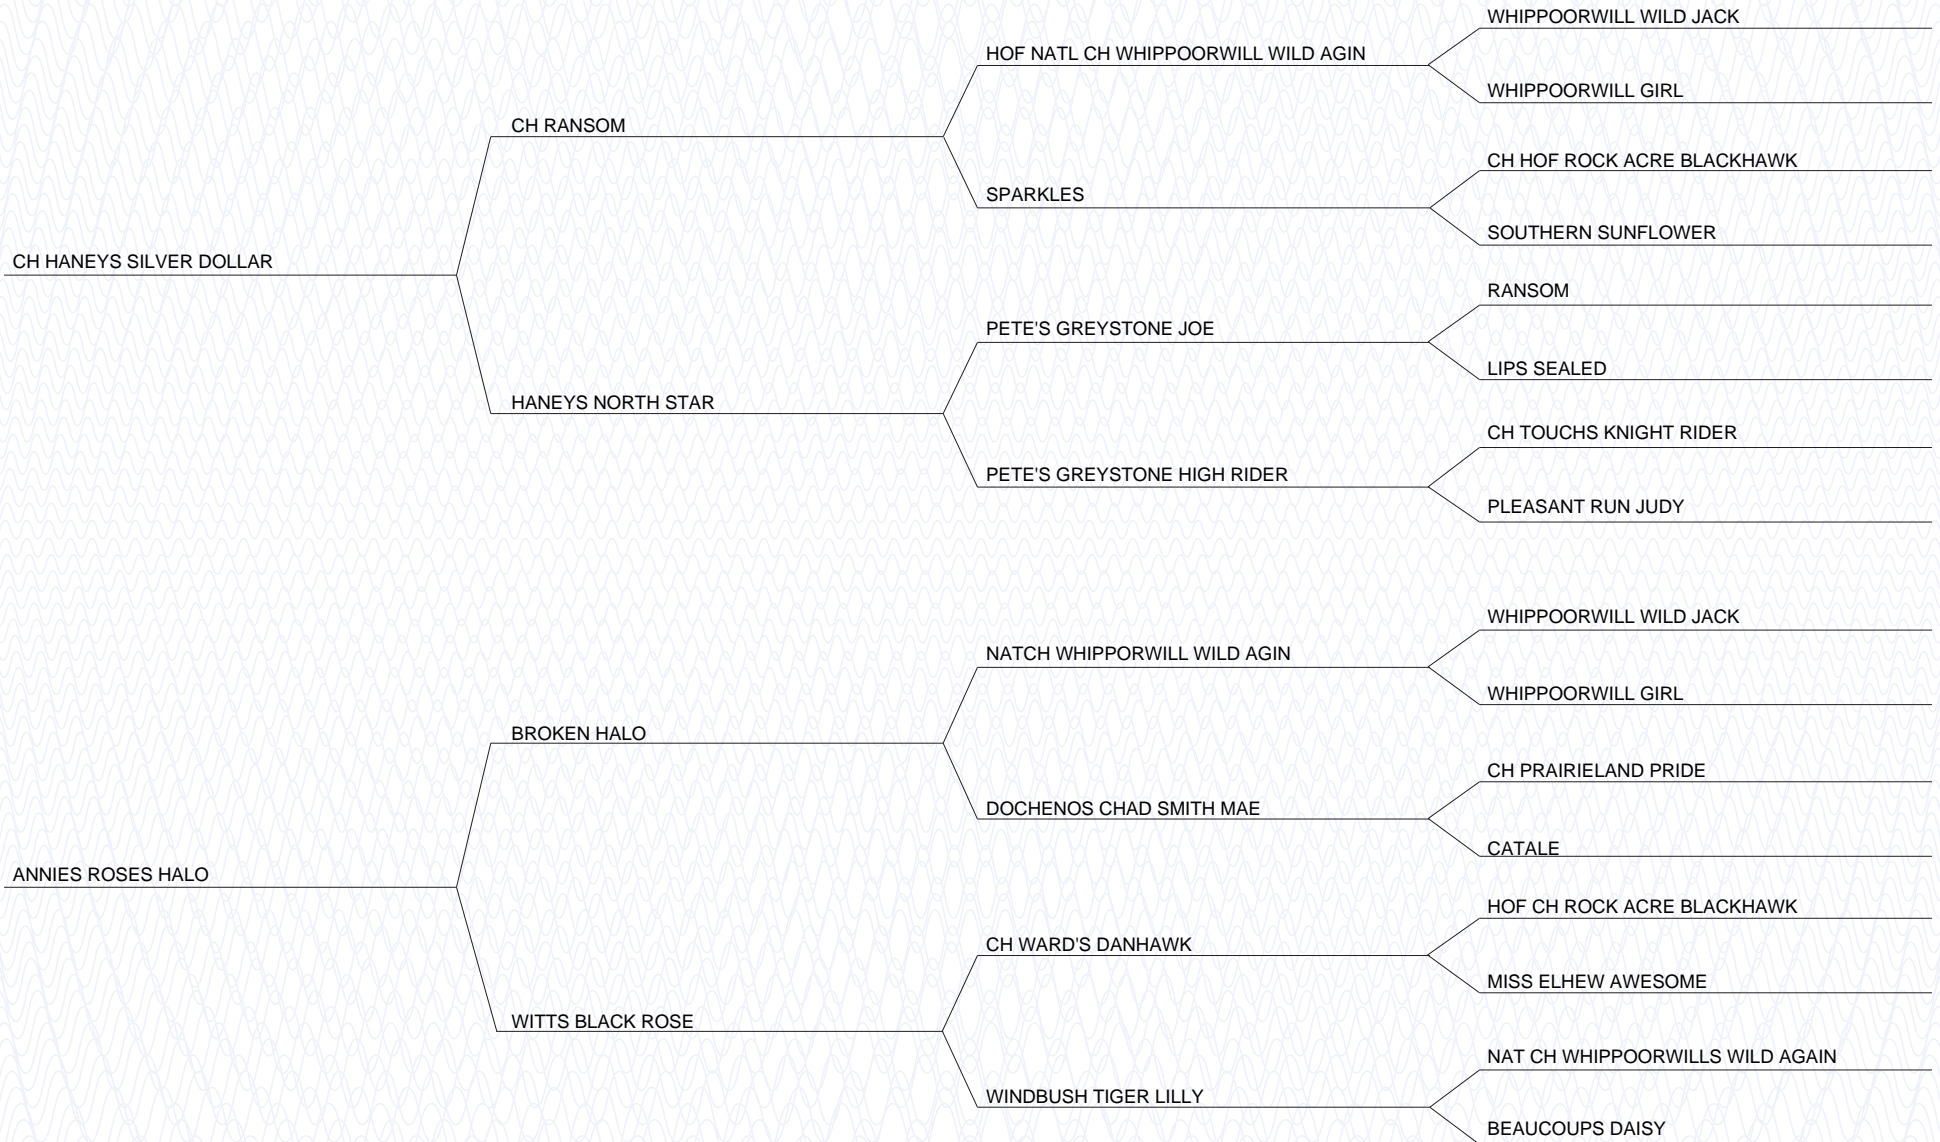 WHIPPOORWILL WILD JACK
HOF NATL CH WHIPPOORWILL WILD AGIN
WHIPPOORWILL GIRL
CH RANSOM
CH HOF ROCK ACRE BLACKHAWK
SPARKLES
SOUTHERN SUNFLOWER
CH HANEYS SILVER DOLLAR
RANSOM
PETE'S GREYSTONE JOE
LIPS SEALED
HANEYS NORTH STAR
CH TOUCHS KNIGHT RIDER
PETE'S GREYSTONE HIGH RIDER
PLEASANT RUN JUDY
WHIPPOORWILL WILD JACK
NATCH WHIPPORWILL WILD AGIN
WHIPPOORWILL GIRL
BROKEN HALO
CH PRAIRIELAND PRIDE
DOCHENOS CHAD SMITH MAE
CATALE
ANNIES ROSES HALO
HOF CH ROCK ACRE BLACKHAWK
CH WARD'S DANHAWK
MISS ELHEW AWESOME
WITTS BLACK ROSE
NAT CH WHIPPOORWILLS WILD AGAIN
WINDBUSH TIGER LILLY
BEAUCOUPS DAISY